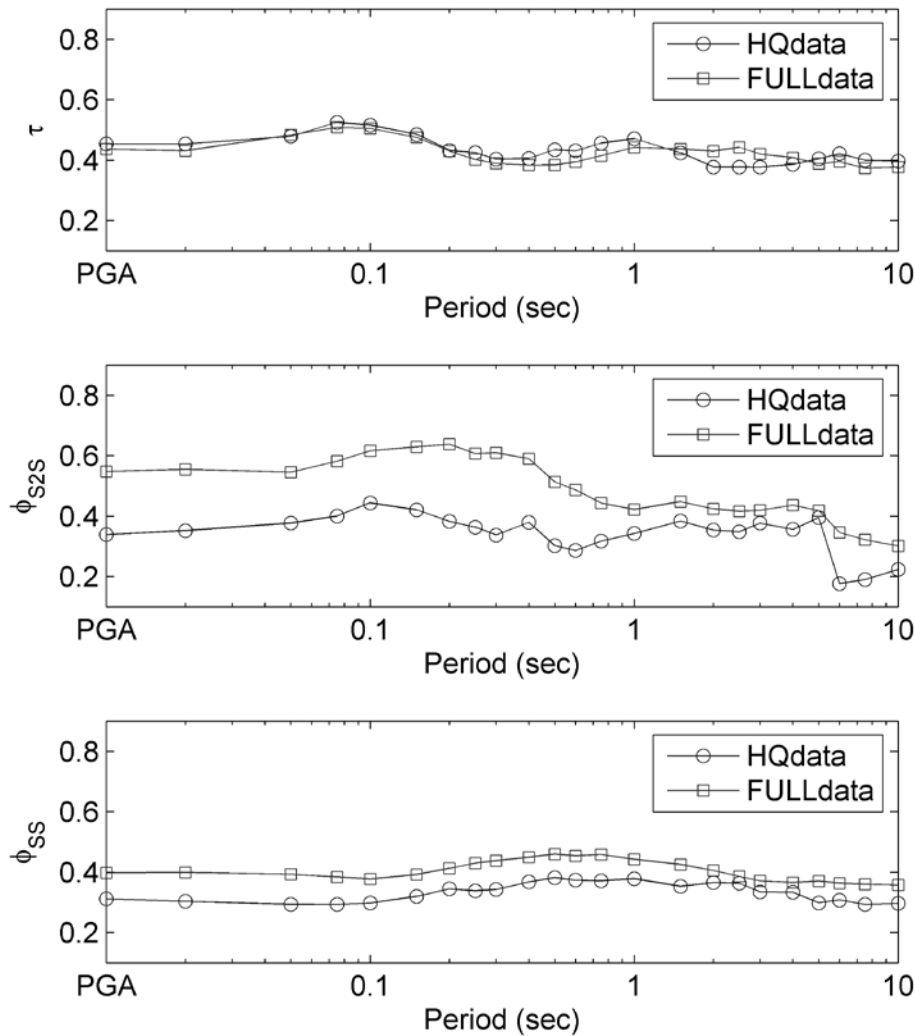 0.8
0.6
τ
0.4
0.2
HQdata
FULLdata
PGA 0.1 1 10
Period (sec)
0.8
0.6
ϕS2S
0.4
0.2
HQdata
FULLdata
PGA 0.1 1 10
Period (sec)
0.8
0.6
ϕSS
0.4
0.2
HQdata
FULLdata
PGA 0.1 1 10
Period (sec)